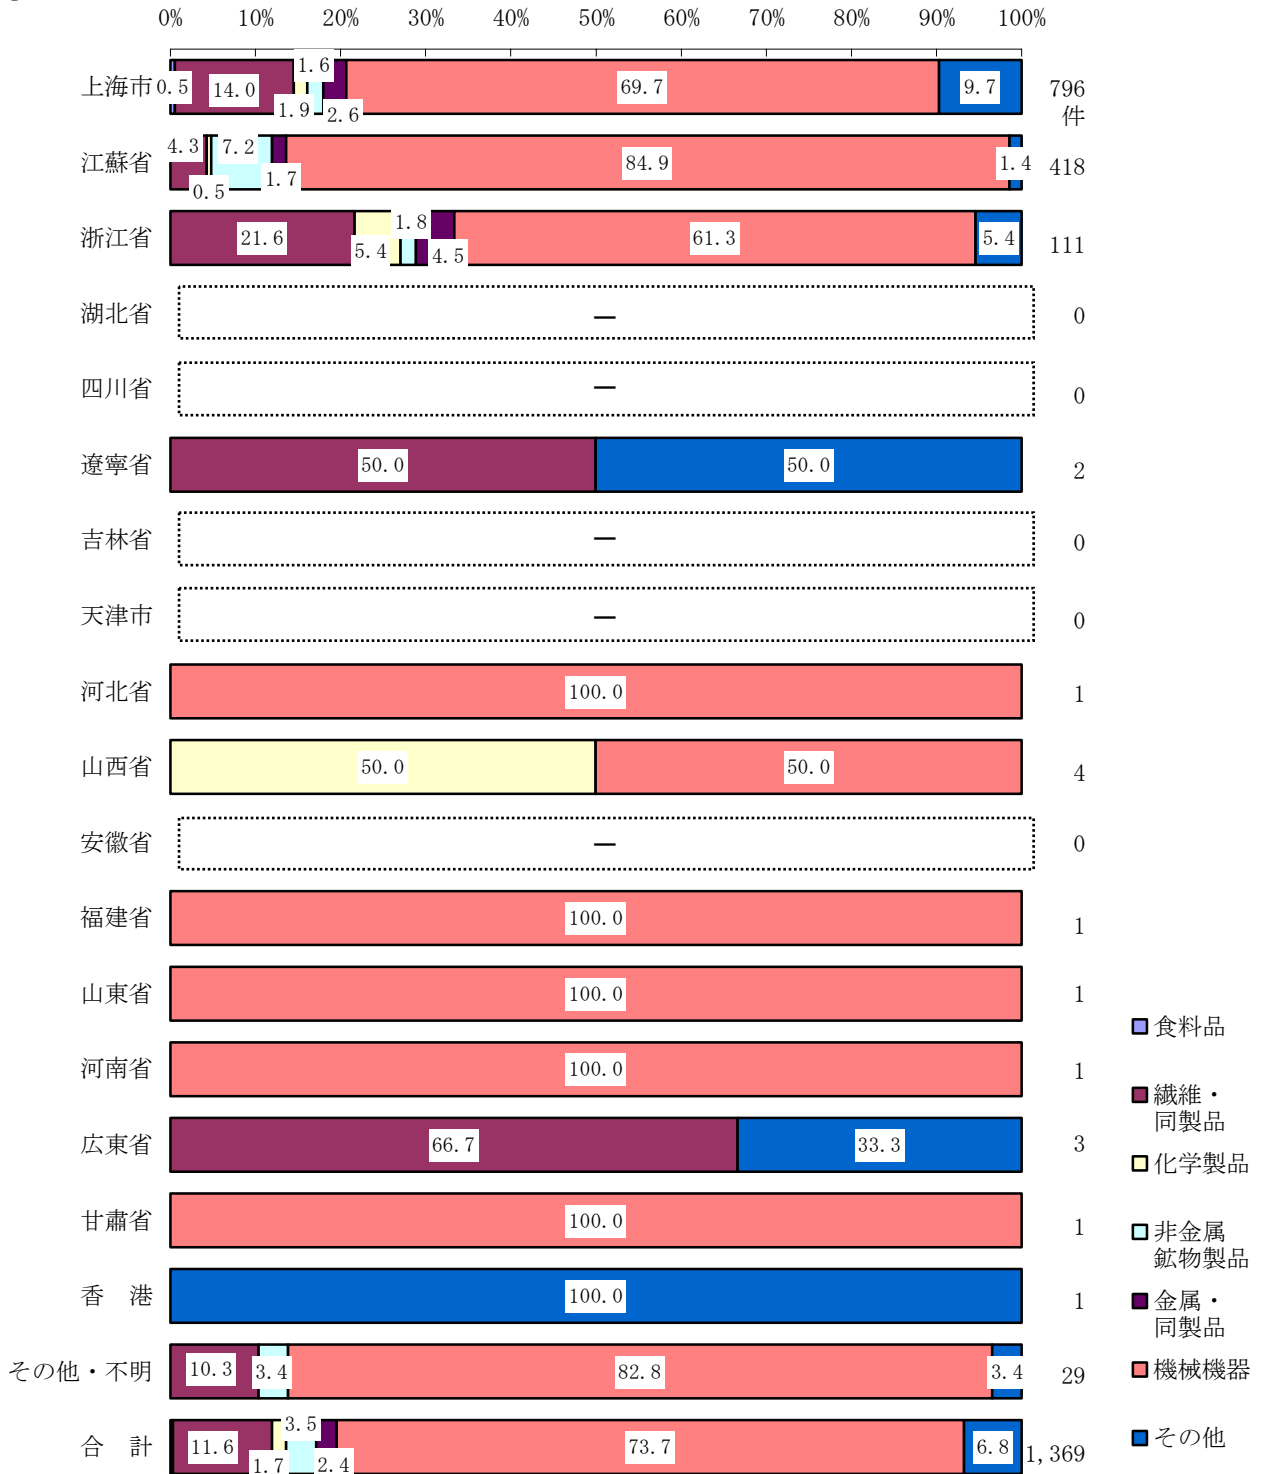 0% 10% 20% 30% 40% 50% 60% 70% 80% 90% 100%
上海市 0.5 14.0 1.9 1.6 2.6 69.7 9.7 796
件
江蘇省 4.3 0.5 7.2 1.7 84.9 1.4 418
浙江省 21.6 5.4 1.8 4.5 61.3 5.4 111
湖北省 — 0
四川省 — 0
遼寧省 50.0 50.0 2
吉林省 — 0
天津市 — 0
河北省 100.0 1
山西省 50.0 50.0 4
安徽省 — 0
福建省 100.0 1
山東省 100.0 1
河南省 100.0 1
広東省 66.7 33.3 3
甘粛省 100.0 1
香　港 100.0 1
その他・不明 10.3 3.4 82.8 3.4 29
合　計 11.6 1.7 3.5 2.4 73.7 6.8 1,369
食料品
繊維・
同製品
化学製品
非金属
鉱物製品
金属・
同製品
機械機器
その他